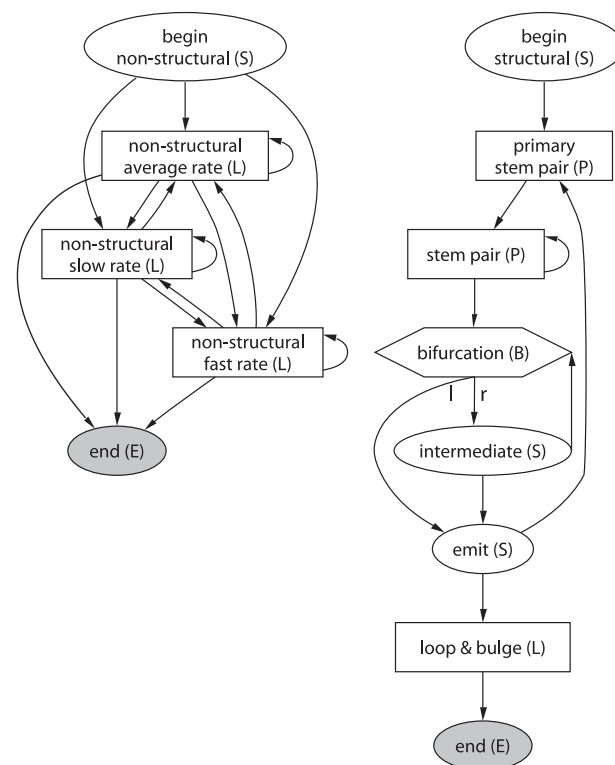 begin
non-structural (S)
non-structural
average rate (L)
non-structural
slow rate (L)
non-structural
fast rate (L)
end (E)
begin
structural (S)
primary
stem pair (P)
stem pair (P)
bifurcation (B)
l r
intermediate (S)
emit (S)
loop & bulge (L)
end (E)